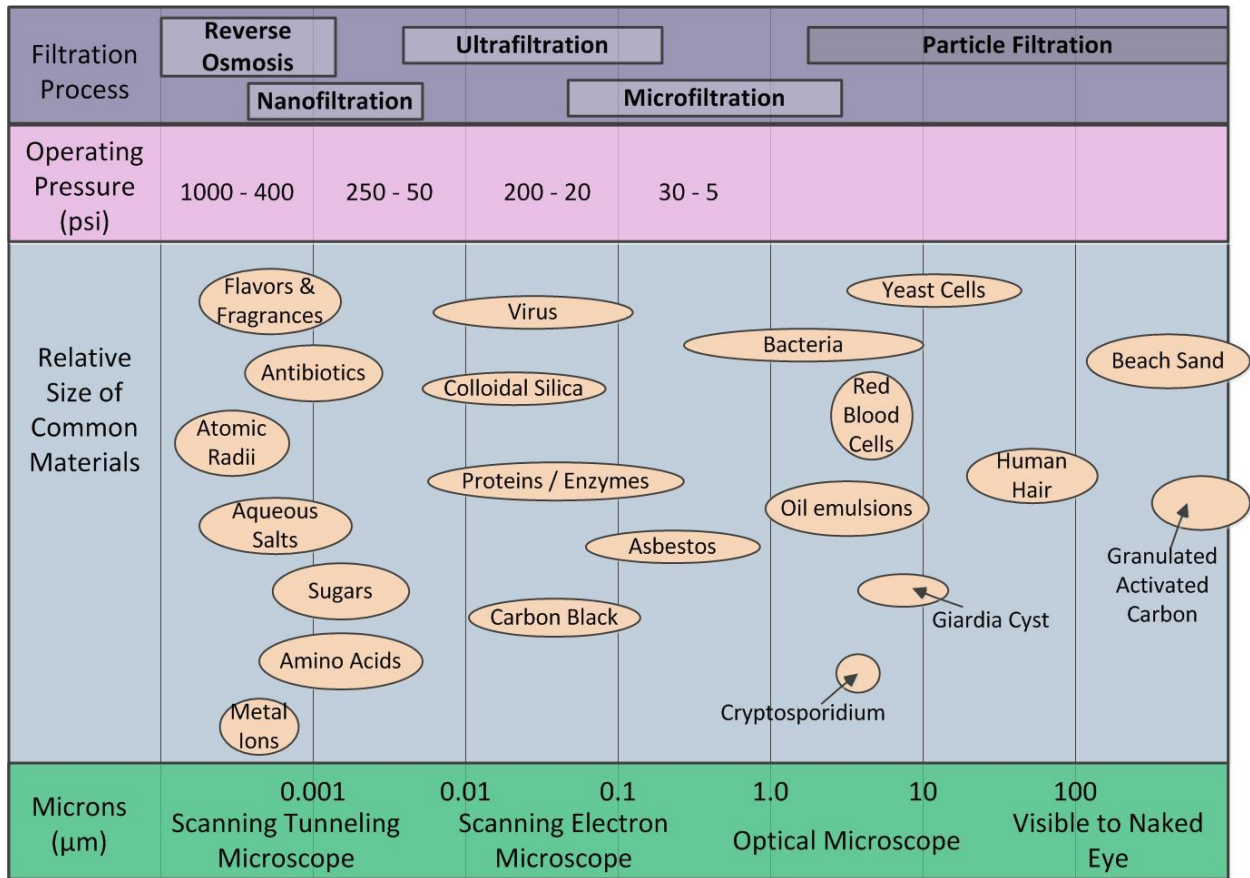 Filtration
Process
Reverse
Osmosis
Ultrafiltration
Particle Filtration
Nanofiltration
Microfiltration
Operating
Pressure
(psi)
1000 - 400
250 - 50
200 - 20
30 - 5
Relative
Size of
Common
Materials
Flavors &
Fragrances
Virus
Yeast Cells
Bacteria
Beach Sand
Antibiotics
Colloidal Silica
Red
Blood
Cells
Atomic
Radii
Proteins / Enzymes
Human
Hair
Aqueous
Salts
Oil emulsions
Asbestos
Granulated
Activated
Carbon
Sugars
Carbon Black
Giardia Cyst
Amino Acids
Cryptosporidium
Metal
Ions
Microns
(µm)
0.001
0.01
0.1
1.0
10
100
Scanning Tunneling
Microscope
Scanning Electron
Microscope
Optical Microscope
Visible to Naked
Eye